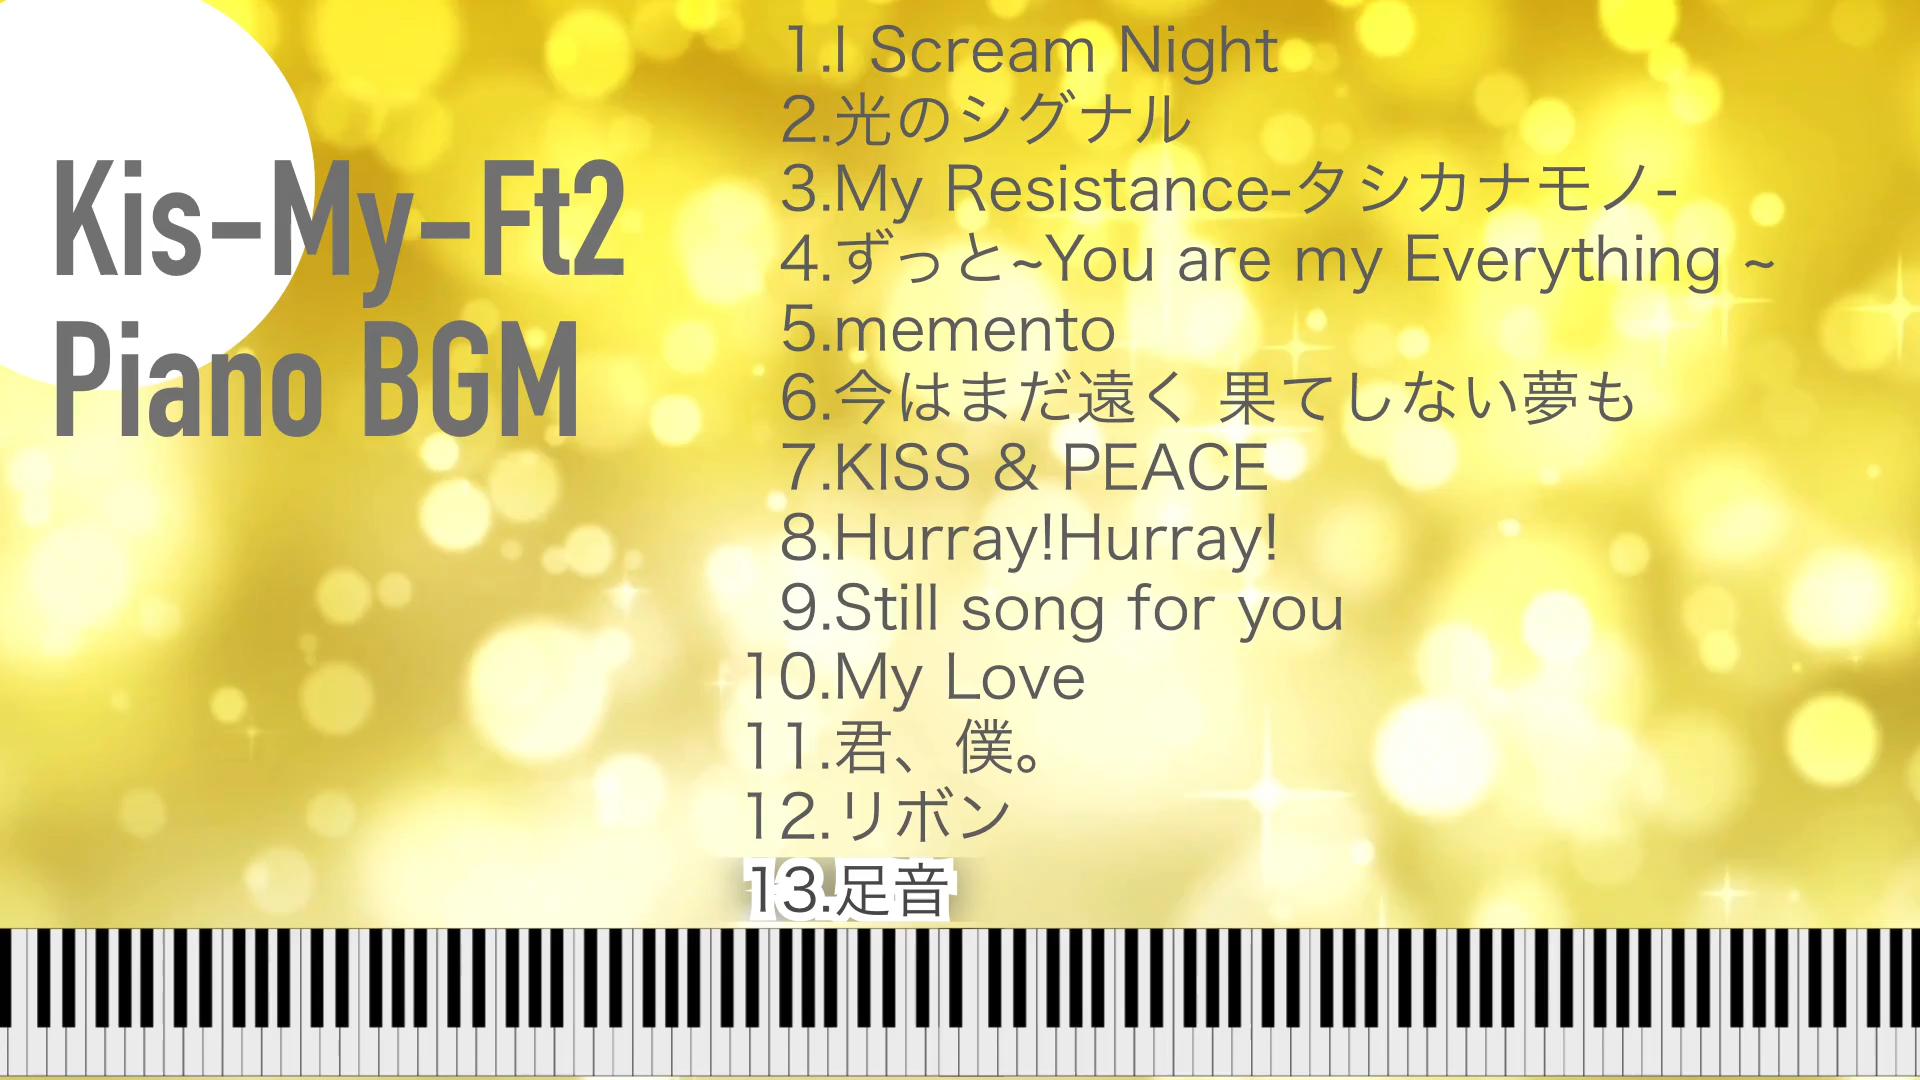 Kis-My-Ft2
Piano BGM
1.I Scream Night
2.光のシグナル
3.My Resistance-タシカナモノ-
4.ずっと~You are my Everything ~
5.memento
6.今はまだ遠く 果てしない夢も
7.KISS & PEACE
8.Hurray!Hurray!
9.Still song for you
10.My Love
11.君、僕。
12.リボン
13.足音